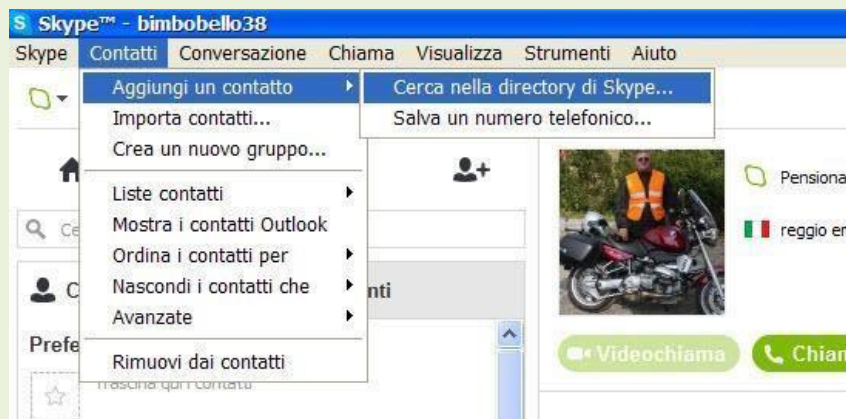 Skype™ - bimbobello38
Skype Contatti Conversazione Chiama Visualizza Strumenti Aiuto
Aggiungi un contatto
Cerca nella directory di Skype...
Importa contatti...
Salva un numero telefonico...
Crea un nuovo gruppo...
Liste contatti
Mostra i contatti Outlook
Ordina i contatti per
Nascondi i contatti che
Avanzate
Rimuovi dai contatti
Ce
C
nti
Prefe
Pensiona
reggio er
Videochiama
Chian